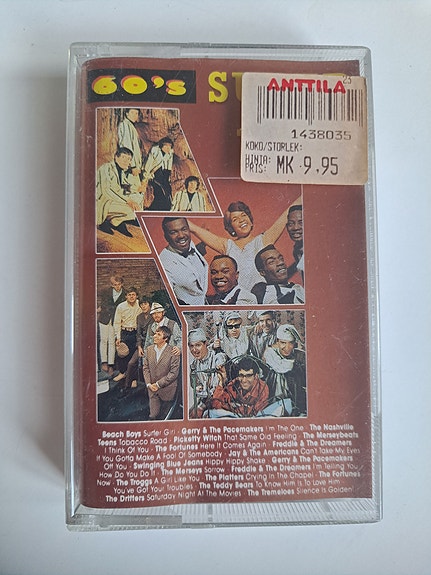 60's SU
ANTTILA
23
1438035
KOKO/STORLEK:
HINTA:
PRIS: MK 9,95
Beach Boys Surfer Girl · Gerry & The Pacemakers I'm The One · The Nashville
Teens Tobacco Road · Picketty Witch That Same Old Feeling · The Merseybeats
I Think Of You · The Fortunes Here It Comes Again · Freddie & The Dreamers
If You Gotta Make A Fool Of Somebody · Jay & The Americans Can't Take My Eyes
Off You · Swinging Blue Jeans Hippy Hippy Shake · Gerry & The Pacemakers
How Do You Do It · The Merseys Sorrow · Freddie & The Dreamers I'm Telling You
Now · The Troggs A Girl Like You · The Platters Crying In The Chapel · The Fortunes
You've Got Your Troubles · The Teddy Bears To Know Him Is To Love Him
The Drifters Saturday Night At The Movies · The Tremeloes Silence Is Golden